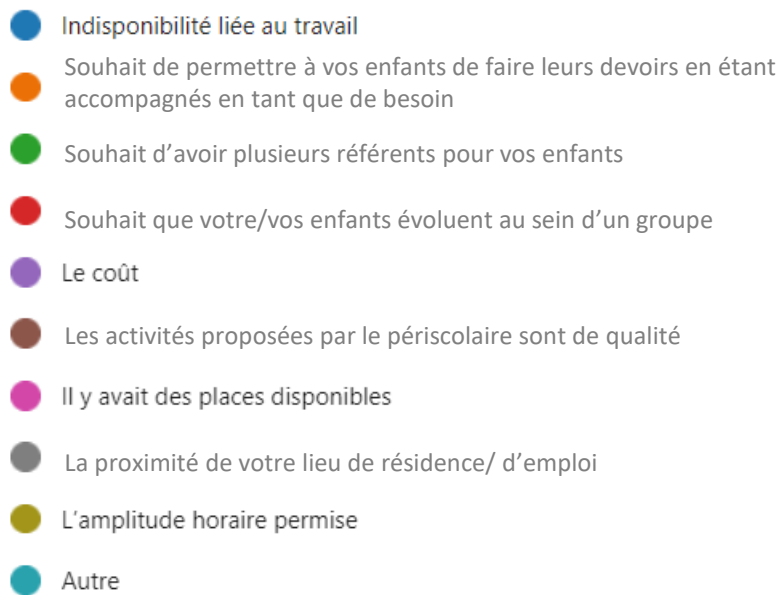 Indisponibilité liée au travail
Souhait de permettre à vos enfants de faire leurs devoirs en étant
accompagnés en tant que de besoin
Souhait d’avoir plusieurs référents pour vos enfants
Souhait que votre/vos enfants évoluent au sein d’un groupe
Le coût
Les activités proposées par le périscolaire sont de qualité
Il y avait des places disponibles
La proximité de votre lieu de résidence/ d’emploi
L’amplitude horaire permise
Autre